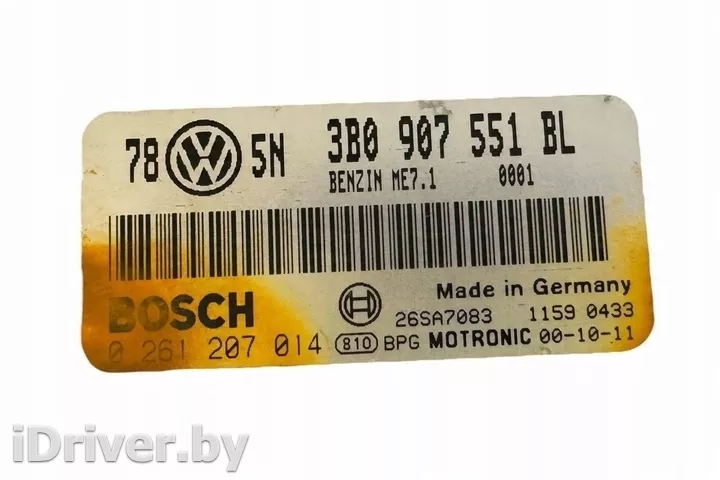 78 VW 5N 3B0 907 551 BL
BENZIN ME7.1 0001
Made in Germany
BOSCH 26SA7083 1159 0433
0 261 207 014 810 BPG MOTRONIC 00-10-11
iDriver.by